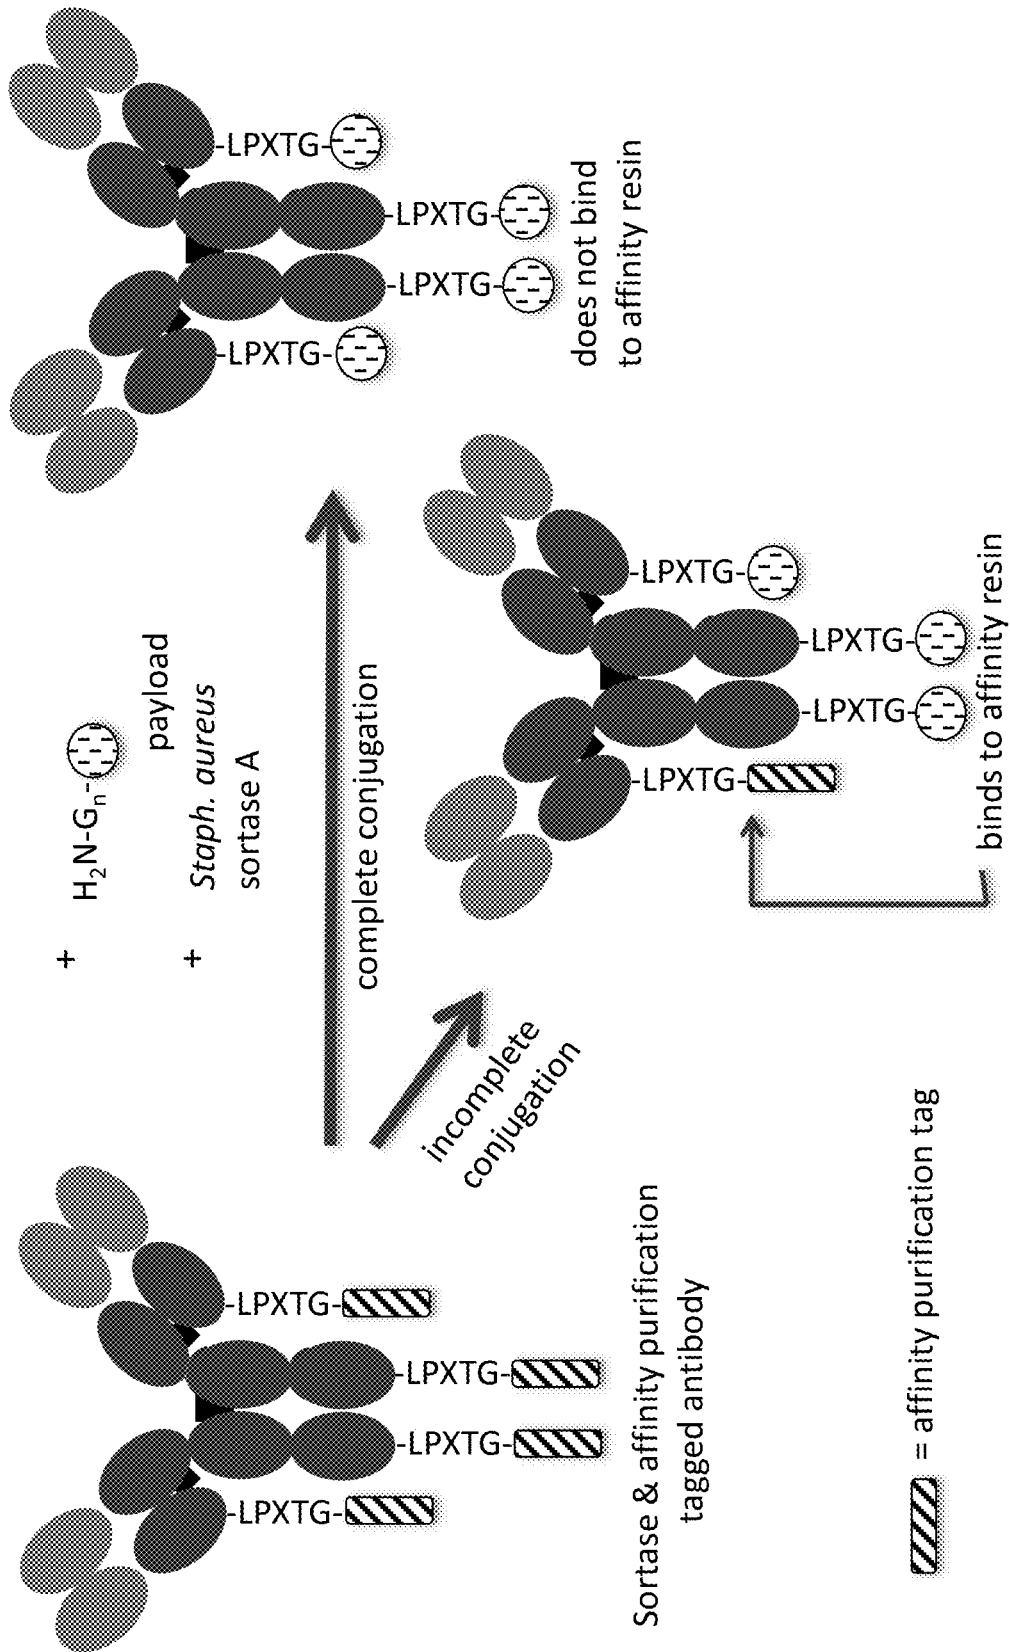 + H₂N-Gₙ-
payload
+ Staph. aureus
sortase A
complete conjugation
incomplete
conjugation
-LPXTG-
-LPXTG-
-LPXTG-
-LPXTG-
Sortase & affinity purification
tagged antibody
-LPXTG-
-LPXTG-
-LPXTG-
-LPXTG-
binds to affinity resin
-LPXTG-
-LPXTG-
-LPXTG-
-LPXTG-
does not bind
to affinity resin
= affinity purification tag